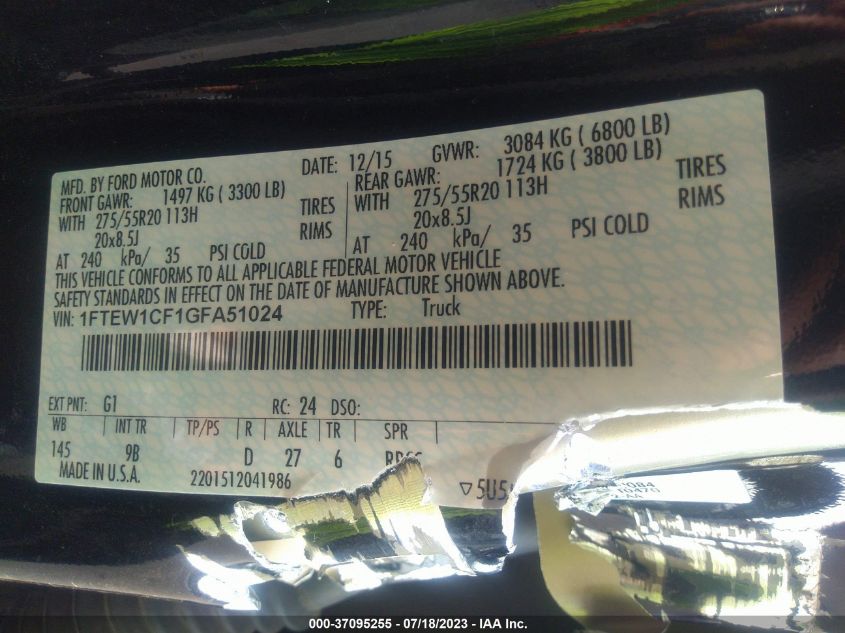 MFD. BY FORD MOTOR CO. DATE: 12/15 GVWR: 3084 KG ( 6800 LB)
FRONT GAWR: 1497 KG ( 3300 LB) REAR GAWR: 1724 KG ( 3800 LB)
WITH 275/55R20 113H TIRES WITH 275/55R20 113H TIRES
20x8.5J RIMS 20x8.5J RIMS
AT 240 kPa/ 35 PSI COLD AT 240 kPa/ 35 PSI COLD
THIS VEHICLE CONFORMS TO ALL APPLICABLE FEDERAL MOTOR VEHICLE
SAFETY STANDARDS IN EFFECT ON THE DATE OF MANUFACTURE SHOWN ABOVE.
VIN: 1FTEW1CF1GFA51024 TYPE: Truck
EXT PNT: G1 RC: 24 DSO:
WB INT TR TP/PS R AXLE TR SPR
145 9B D 27 6
MADE IN U.S.A. 2201512041986 ▽5U5
000-37095255 - 07/18/2023 - IAA Inc.